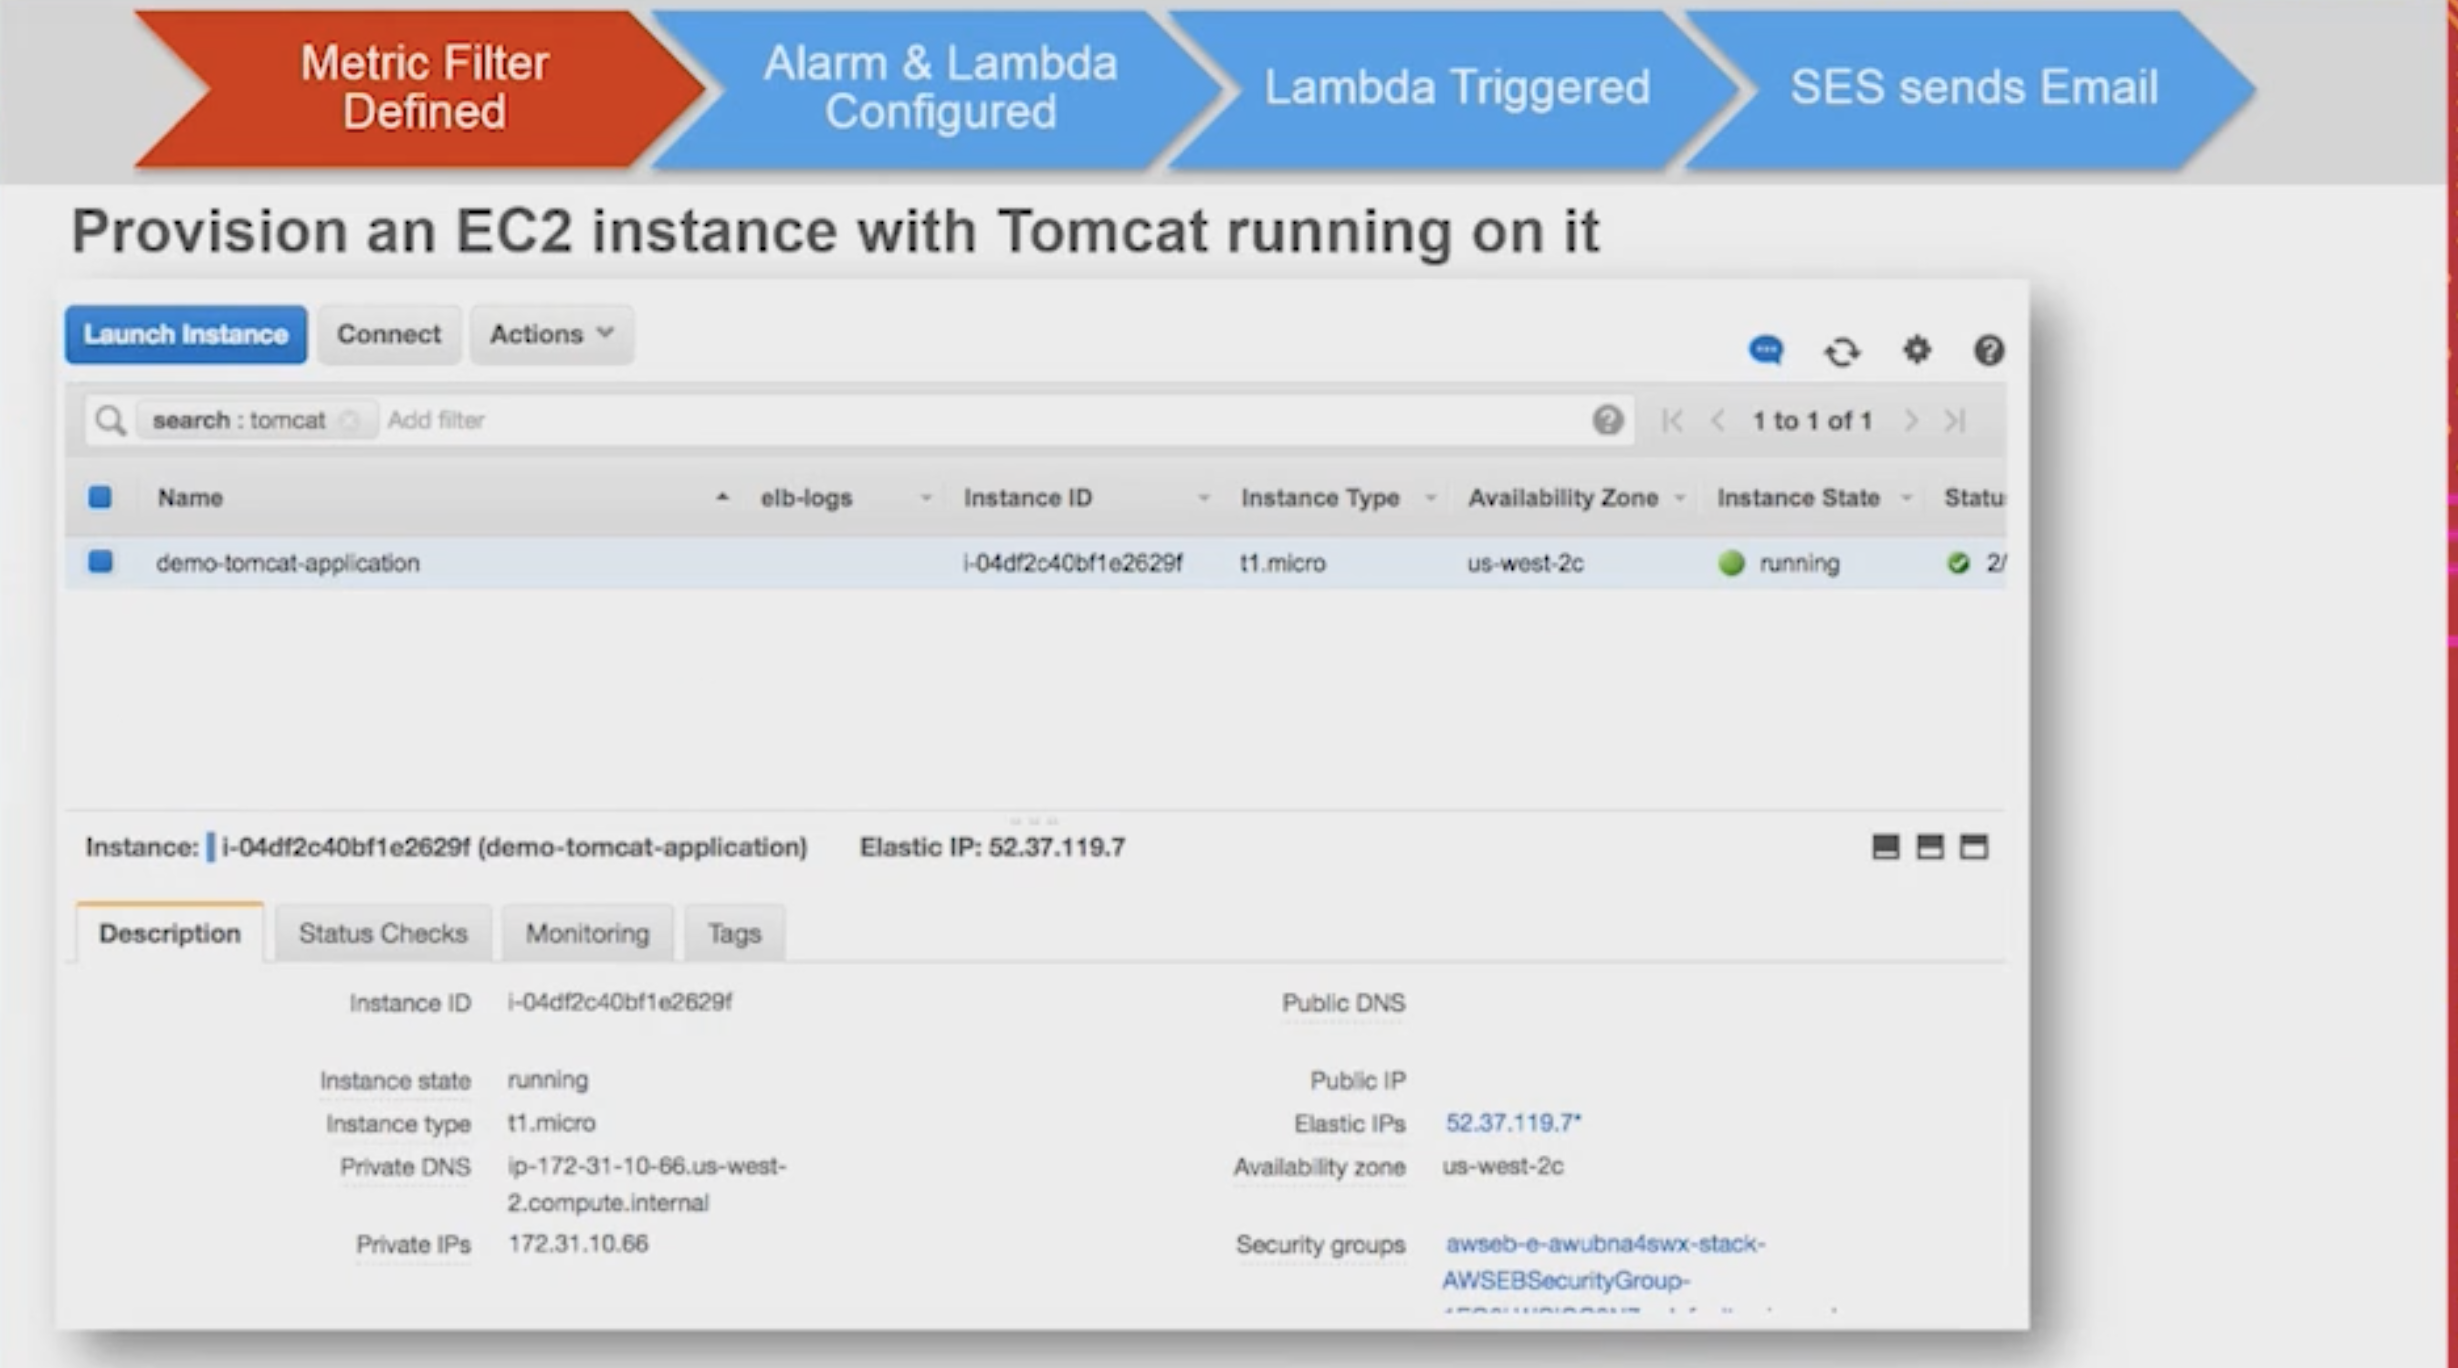 Metric Filter
Defined
Alarm & Lambda
Configured
Lambda Triggered
SES sends Email
Provision an EC2 instance with Tomcat running on it
Launch Instance Connect Actions
search : tomcat Add filter 1 to 1 of 1
Name elb-logs Instance ID Instance Type Availability Zone Instance State Statu
demo-tomcat-application i-04df2c40bf1e2629f t1.micro us-west-2c running 2/
Instance: i-04df2c40bf1e2629f (demo-tomcat-application) Elastic IP: 52.37.119.7
Description Status Checks Monitoring Tags
Instance ID i-04df2c40bf1e2629f Public DNS
Instance state running Public IP
Instance type t1.micro Elastic IPs 52.37.119.7*
Private DNS ip-172-31-10-66.us-west- Availability zone us-west-2c
2.compute.internal
Private IPs 172.31.10.66 Security groups awseb-e-awubna4swx-stack-
AWSEBSecurityGroup-